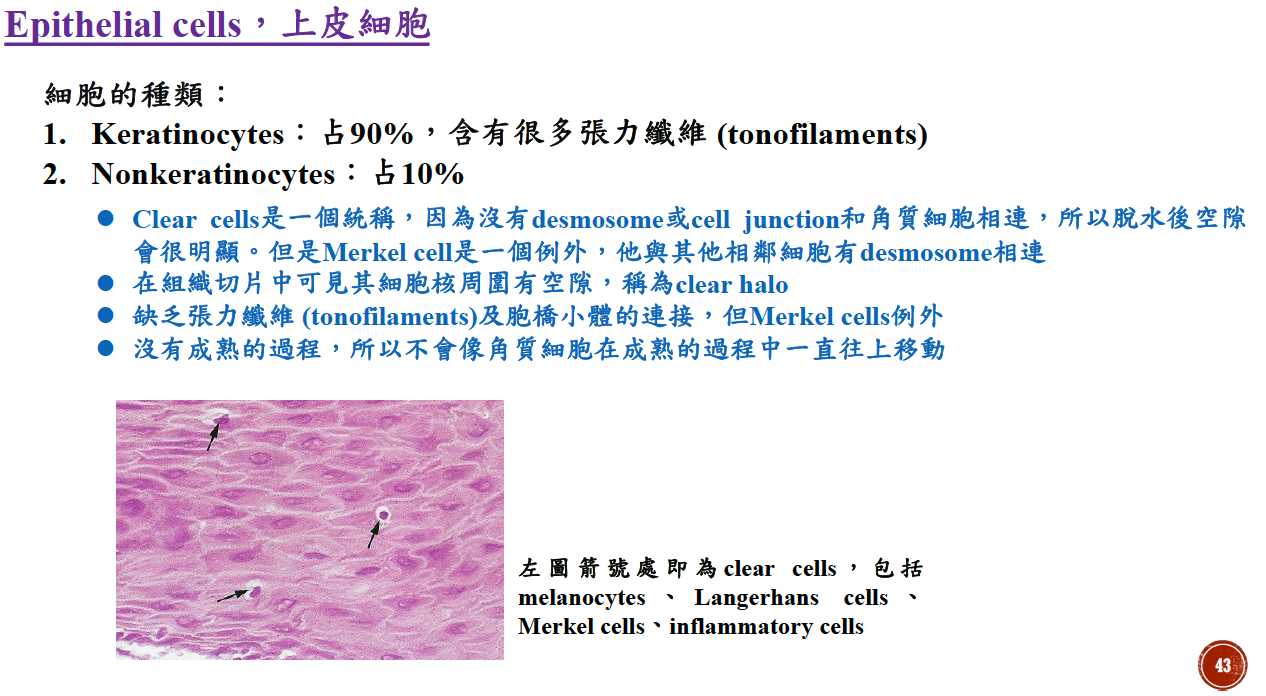 Epithelial cells，上皮細胞
細胞的種類：
1. Keratinocytes：占90%，含有很多張力纖維 (tonofilaments)
2. Nonkeratinocytes：占10%
● Clear cells是一個統稱，因為沒有desmosome或cell junction和角質細胞相連，所以脫水後空隙
會很明顯。但是Merkel cell是一個例外，他與其他相鄰細胞有desmosome相連
● 在組織切片中可見其細胞核周圍有空隙，稱為clear halo
● 缺乏張力纖維 (tonofilaments)及胞橋小體的連接，但Merkel cells例外
● 沒有成熟的過程，所以不會像角質細胞在成熟的過程中一直往上移動
左圖箭號處即為clear cells，包括
melanocytes、Langerhans cells、
Merkel cells、inflammatory cells
43